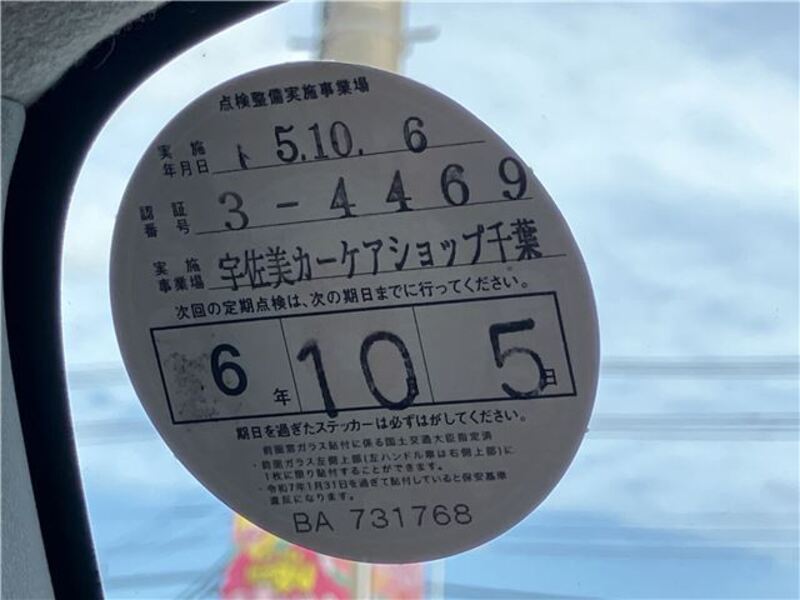 点検整備実施事業場
実施年月日 5.10. 6
認証番号 3-4469
実施事業場 宇佐美カーケアショップ千葉
次回の定期点検は、次の期日までに行ってください。
6年 10 5日
期日を過ぎたステッカーは必ずはがしてください。
前面窓ガラス貼付に係る国土交通大臣指定済
・前面ガラス左側上部(左ハンドル車は右側上部)に
1枚に限り貼付することができます。
・令和7年1月31日を過ぎて貼付していると保安基準
違反になります。
BA 731768